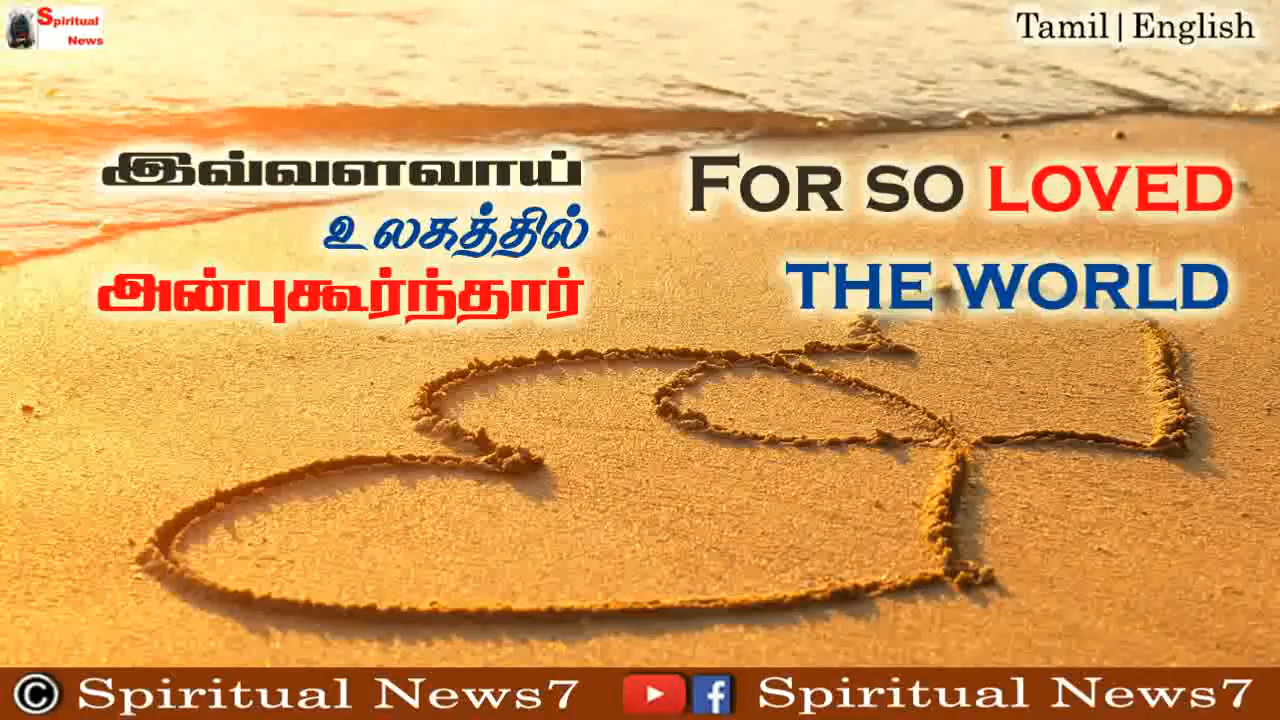 Spiritual
News
Tamil | English
இவ்வளவாய்
உலகத்தில்
அன்புகூர்ந்தார்
FOR SO LOVED
THE WORLD
© Spiritual News7
Spiritual News7